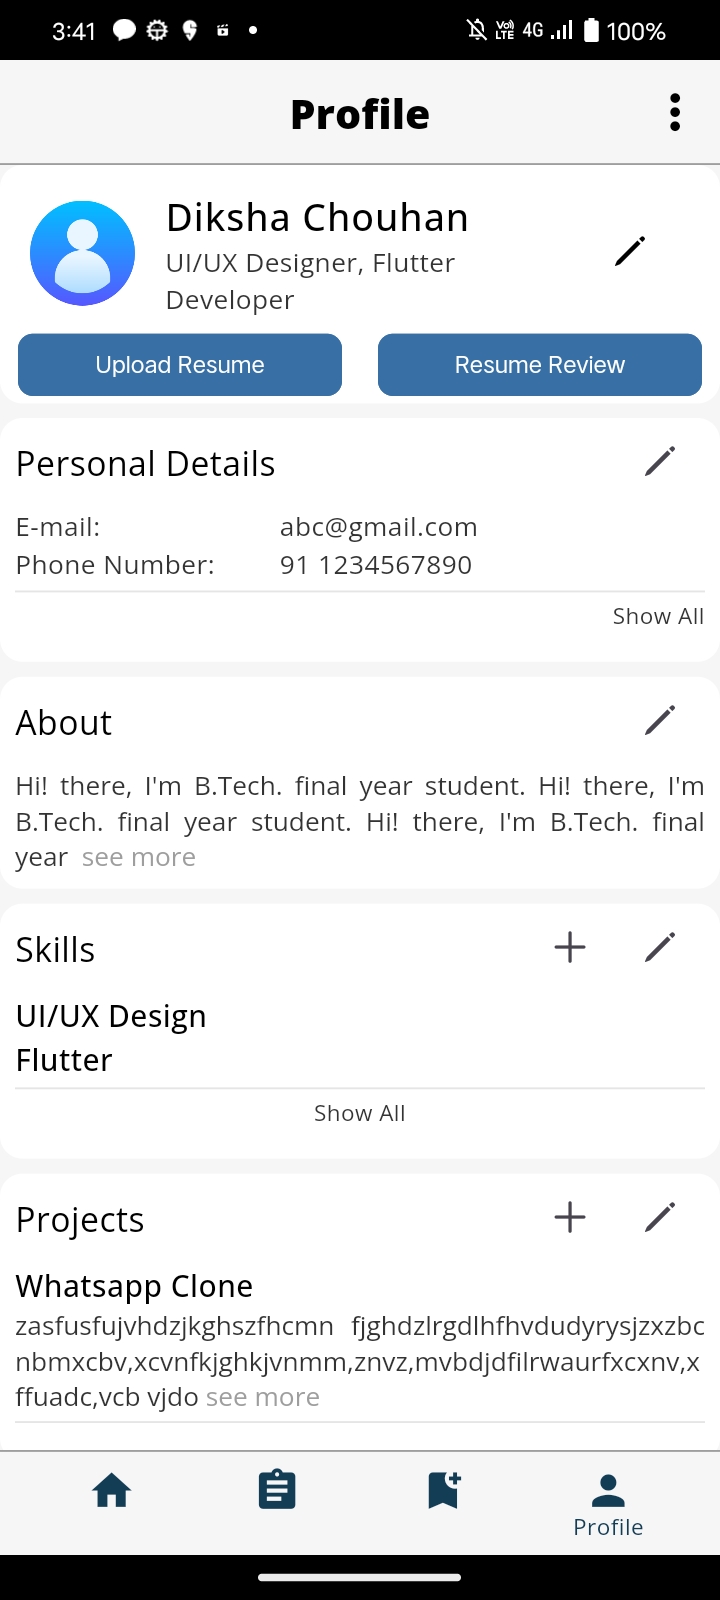 3:41
Vo)) LTE 4G 100%
Profile
Diksha Chouhan
UI/UX Designer, Flutter
Developer
Upload Resume Resume Review
Personal Details
E-mail: abc@gmail.com
Phone Number: 91 1234567890
Show All
About
Hi! there, I'm B.Tech. final year student. Hi! there, I'm
B.Tech. final year student. Hi! there, I'm B.Tech. final
year see more
Skills
UI/UX Design
Flutter
Show All
Projects
Whatsapp Clone
zasfusfujvhdzjkghszfhcmn fjghdzlrgdlhfhvdudyrysjzxzbc
nbmxcbv,xcvnfkjghkjvnmm,znvz,mvbdjdfilrwaurfxcxnv,x
ffuadc,vcb vjdo see more
Profile